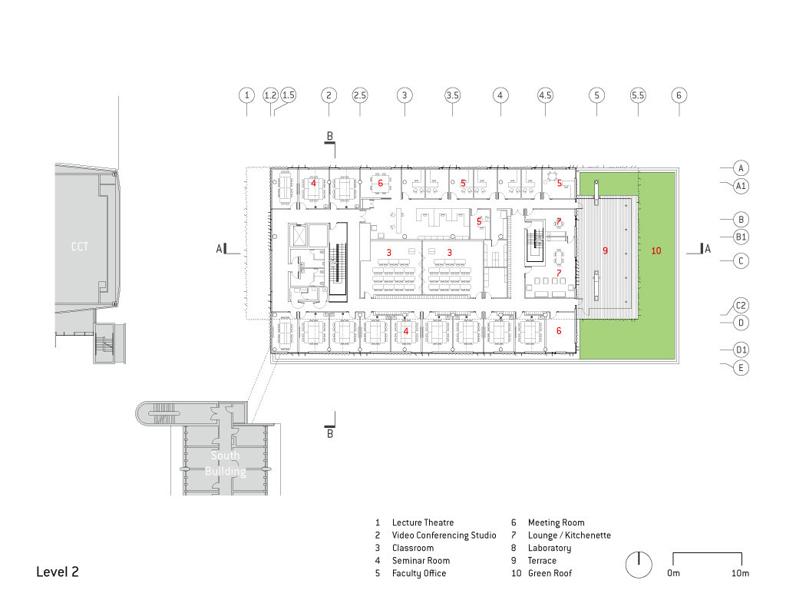 1 1.2 1.5 2 2.5 3 3.5 4 4.5 5 5.5 6
B
A
A1
4 6 5 5
B
5 7
B1
A 3 3 9 10 A
C
7
C2
4 6
D
D1
E
B
CCT
South
Building
1 Lecture Theatre
2 Video Conferencing Studio
3 Classroom
4 Seminar Room
5 Faculty Office
6 Meeting Room
7 Lounge / Kitchenette
8 Laboratory
9 Terrace
10 Green Roof
0m 10m
Level 2